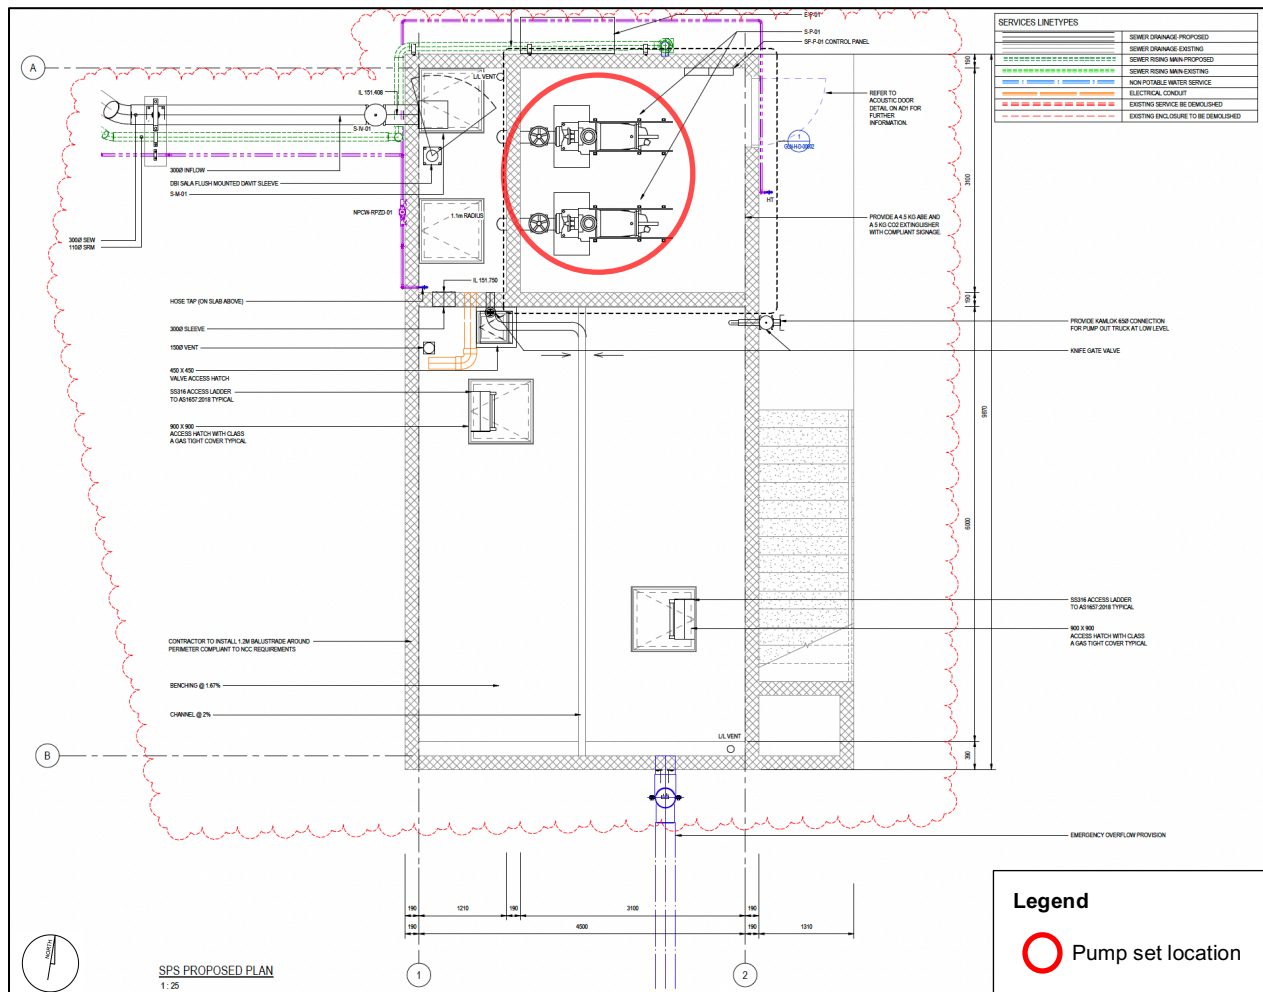 E-P-01
S-P-01
SP-P-01 CONTROL PANEL
SERVICES LINETYPES
SEWER DRAINAGE-PROPOSED
SEWER DRAINAGE-EXISTING
SEWER RISING MAIN-PROPOSED
SEWER RISING MAIN-EXISTING
NON POTABLE WATER SERVICE
ELECTRICAL CONDUIT
EXISTING SERVICE BE DEMOLISHED
EXISTING ENCLOSURE TO BE DEMOLISHED
A
L/L VENT
190
IL 151.408
S-IV-01
REFER TO
ACOUSTIC DOOR
DETAIL ON AD1 FOR
FURTHER
INFORMATION.
1
300Ø INFLOW
DBI SALA FLUSH MOUNTED DAVIT SLEEVE
S-M-01
3100
HT
NPCW-RPZD-01
1.1m RADIUS
PROVIDE A 4.5 KG ABE AND
A 5 KG CO2 EXTINGUISHER
WITH COMPLIANT SIGNAGE.
300Ø SEW
110Ø SRM
IL 151.750
HOSE TAP (ON SLAB ABOVE)
190
300Ø SLEEVE
PROVIDE KAMLOK 65Ø CONNECTION
FOR PUMP OUT TRUCK AT LOW LEVEL
150Ø VENT
KNIFE GATE VALVE
450 X 450
VALVE ACCESS HATCH
SS316 ACCESS LADDER
TO AS1657:2018 TYPICAL
9870
900 X 900
ACCESS HATCH WITH CLASS
A GAS TIGHT COVER TYPICAL
6000
SS316 ACCESS LADDER
TO AS1657:2018 TYPICAL
900 X 900
ACCESS HATCH WITH CLASS
A GAS TIGHT COVER TYPICAL
CONTRACTOR TO INSTALL 1.2M BALUSTRADE AROUND
PERIMETER COMPLIANT TO NCC REQUIREMENTS
BENCHING @ 1.67%
CHANNEL @ 2%
L/L VENT
B
390
EMERGENCY OVERFLOW PROVISION
190 1210 190 3100 190
190 4500 190 1310
Legend
Pump set location
NORTH
SPS PROPOSED PLAN
1 : 25
1
2